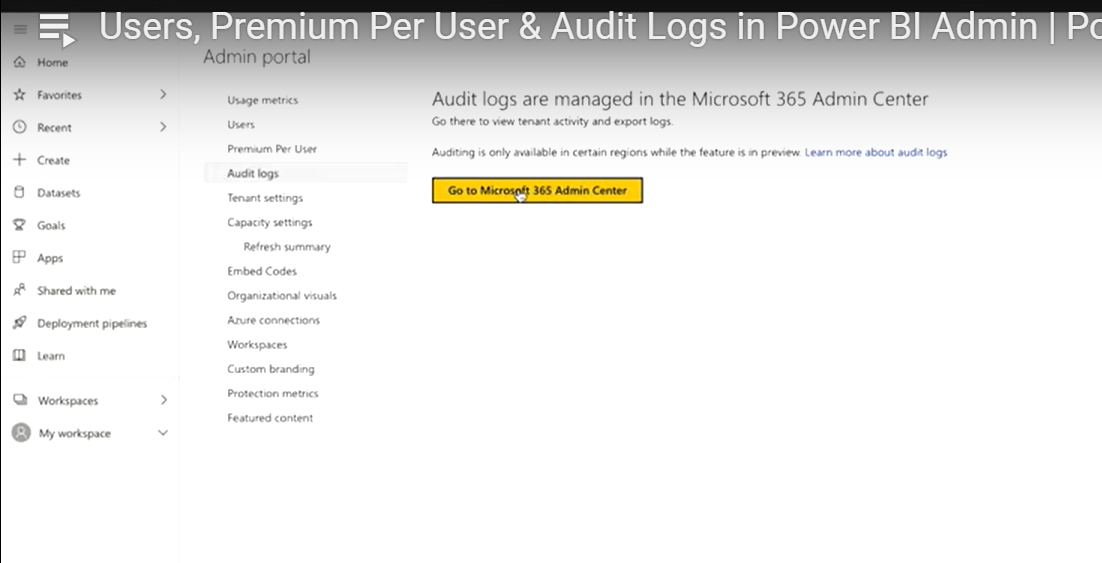 Users, Premium Per User & Audit Logs in Power BI Admin | Po
Admin portal
Home
Favorites
Recent
Create
Datasets
Goals
Apps
Shared with me
Deployment pipelines
Learn
Workspaces
My workspace
Usage metrics
Users
Premium Per User
Audit logs
Tenant settings
Capacity settings
Refresh summary
Embed Codes
Organizational visuals
Azure connections
Workspaces
Custom branding
Protection metrics
Featured content
Audit logs are managed in the Microsoft 365 Admin Center
Go there to view tenant activity and export logs.
Auditing is only available in certain regions while the feature is in preview. Learn more about audit logs
Go to Microsoft 365 Admin Center